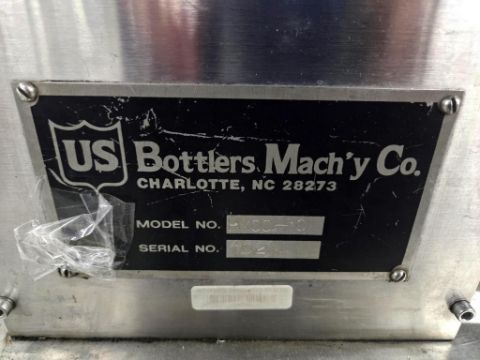 US Bottlers Mach'y Co.
CHARLOTTE, NC 28273
MODEL NO.
SERIAL NO.